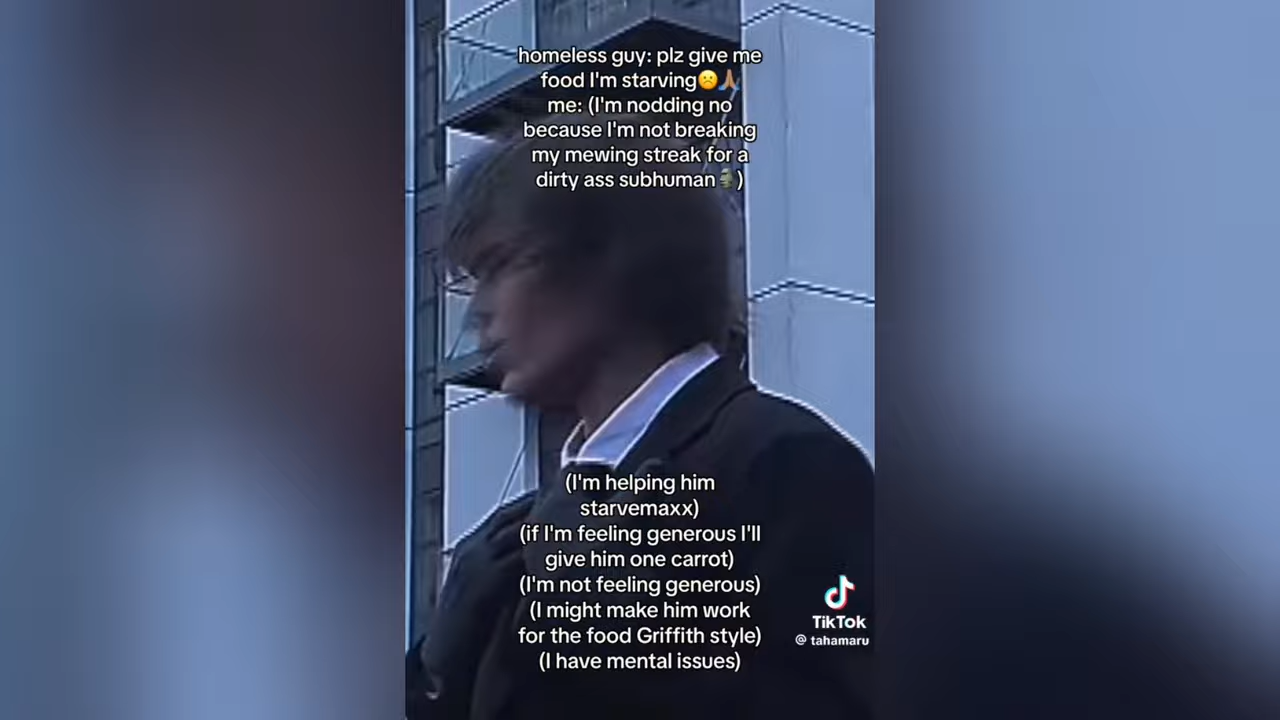 homeless guy: plz give me
food I'm starving☹️🙏🏽
me: (I'm nodding no
because I'm not breaking
my mewing streak for a
dirty ass subhuman🗿)
(I'm helping him
starvemaxx)
(if I'm feeling generous I'll
give him one carrot)
(I'm not feeling generous)
(I might make him work
for the food Griffith style)
(I have mental issues)
TikTok
@ tahamaru